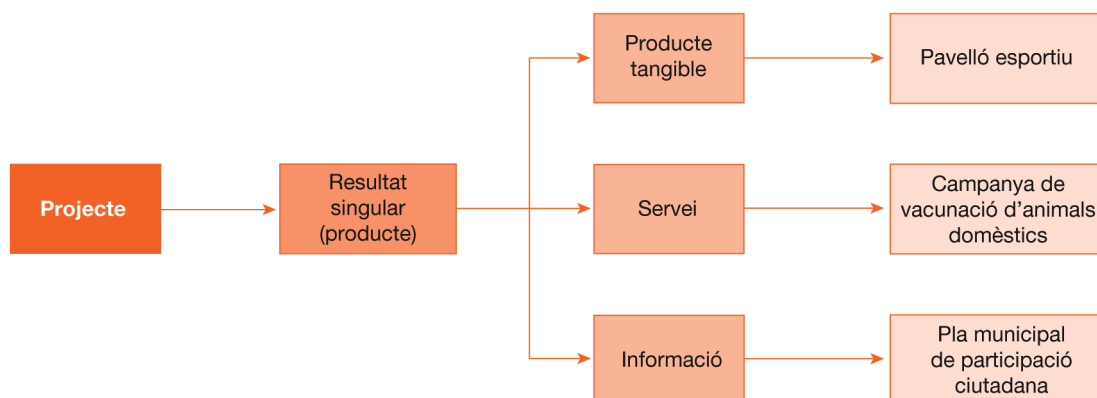 Projecte
Resultat
singular
(producte)
Producte
tangible
Pavelló esportiu
Servei
Campanya de
vacunació d’animals
domèstics
Informació
Pla municipal
de participació
ciutadana